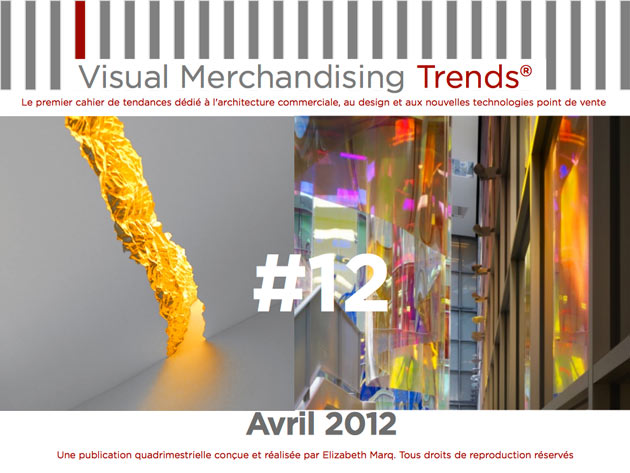 Visual Merchandising Trends®
Le premier cahier de tendances dédié à l'architecture commerciale, au design et aux nouvelles technologies point de vente
#12
Avril 2012
Une publication quadrimestrielle conçue et réalisée par Elizabeth Marq. Tous droits de reproduction réservés